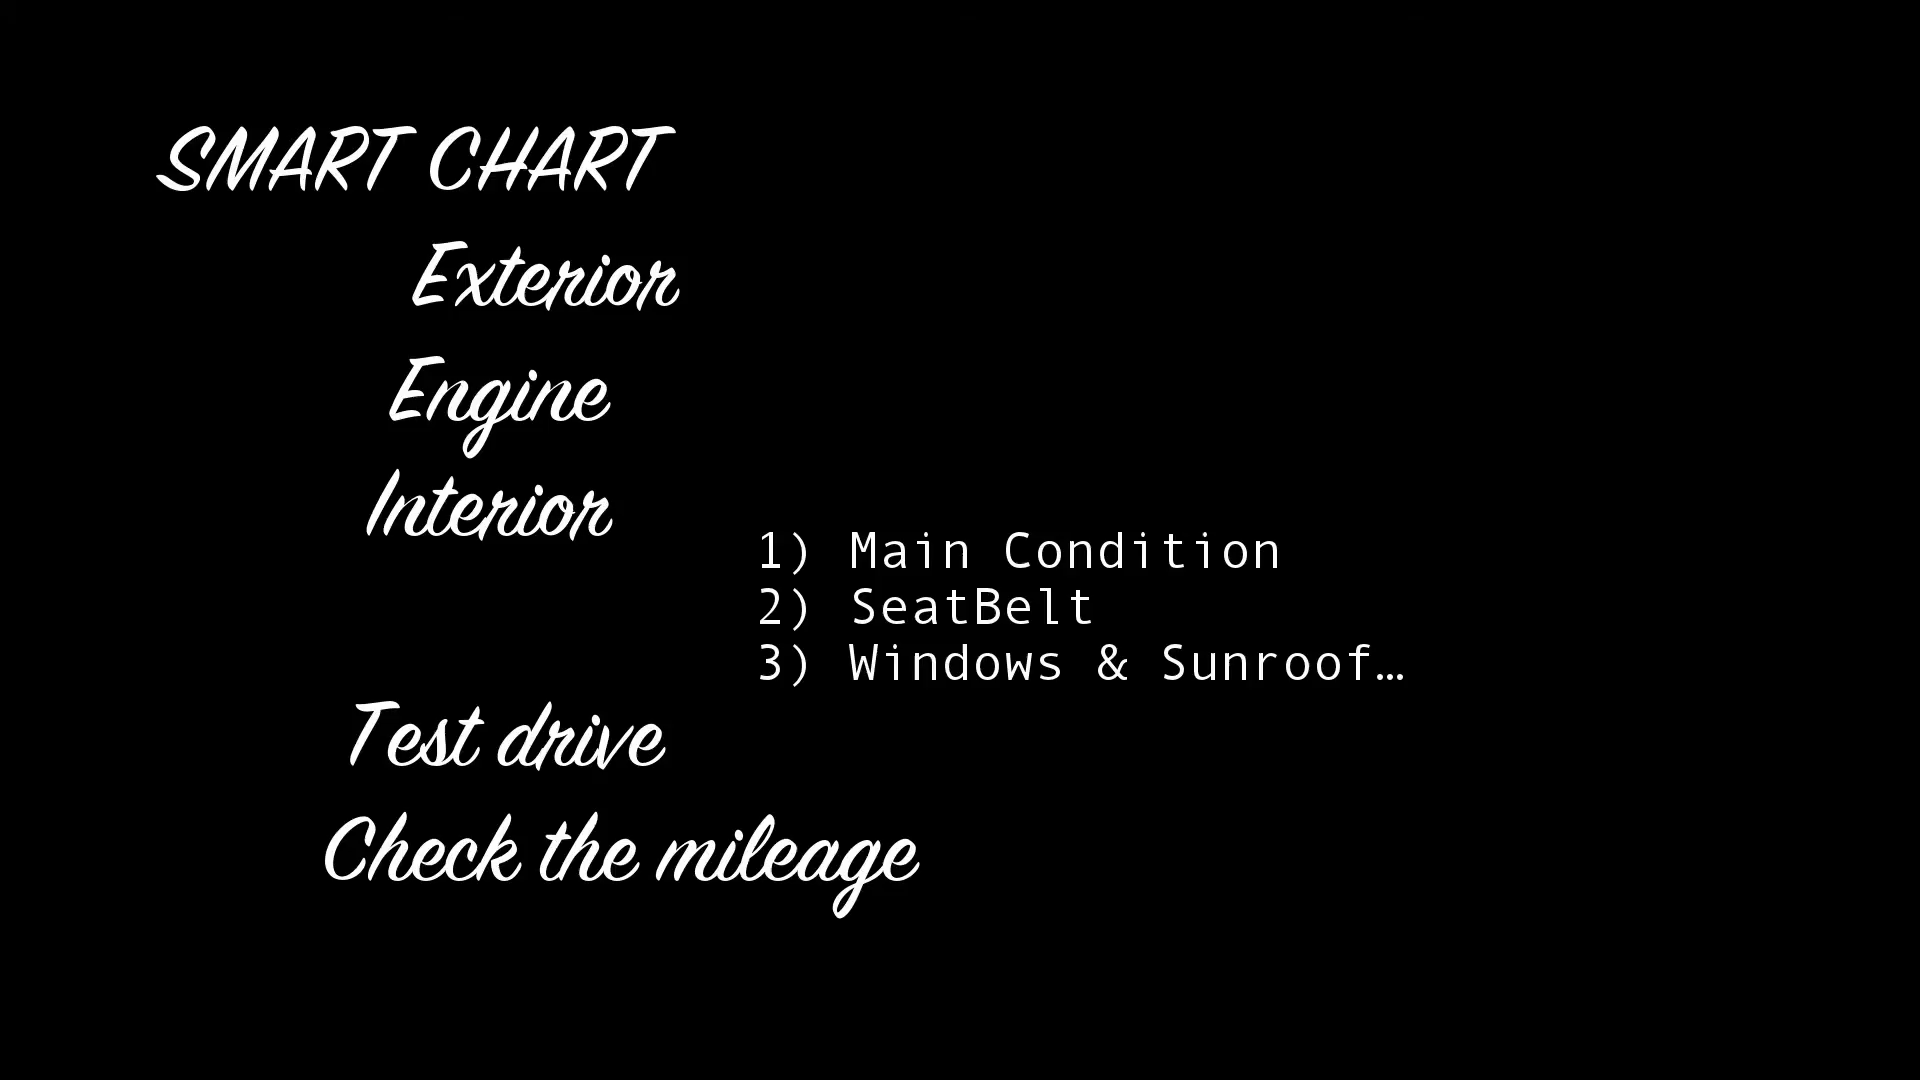 SMART CHART
Exterior
Engine
Interior
1) Main Condition
2) SeatBelt
3) Windows & Sunroof…
Test drive
Check the mileage